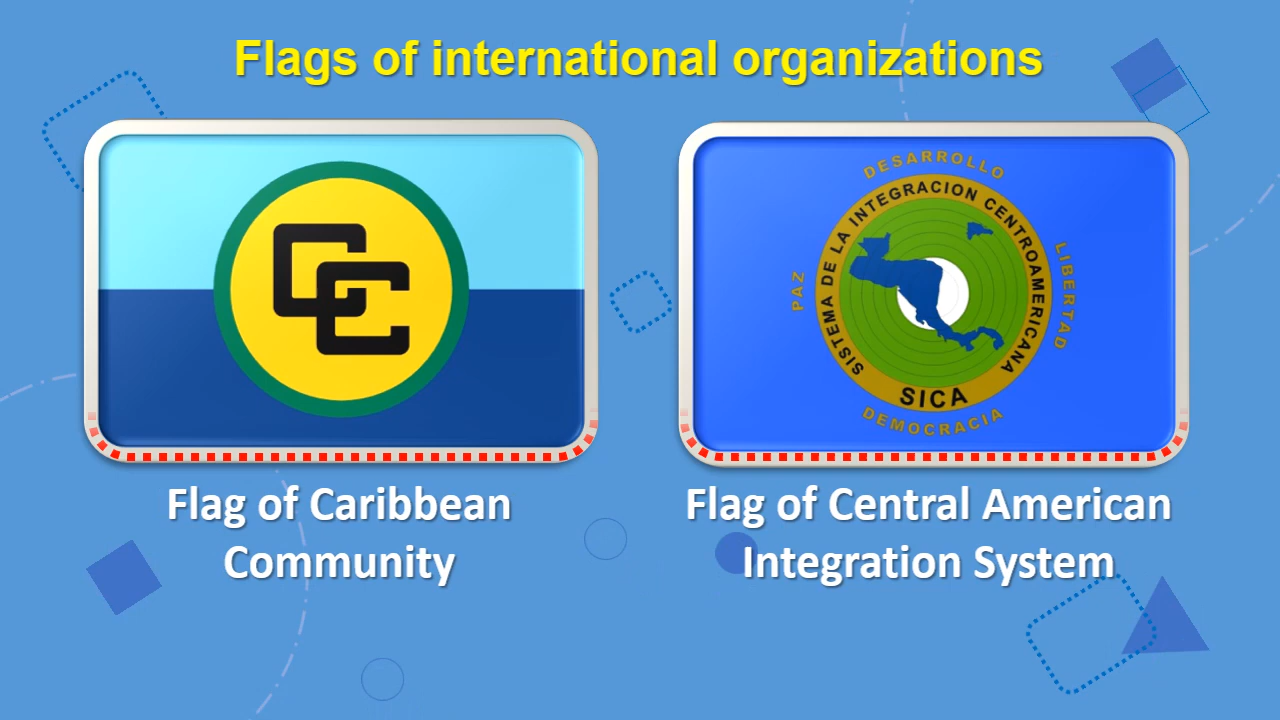 Flags of international organizations
CC
DESARROLLO
SISTEMA DE LA INTEGRACION CENTROAMERICANA
PAZ
LIBERTAD
SICA
DEMOCRACIA
Flag of Caribbean
Community
Flag of Central American
Integration System